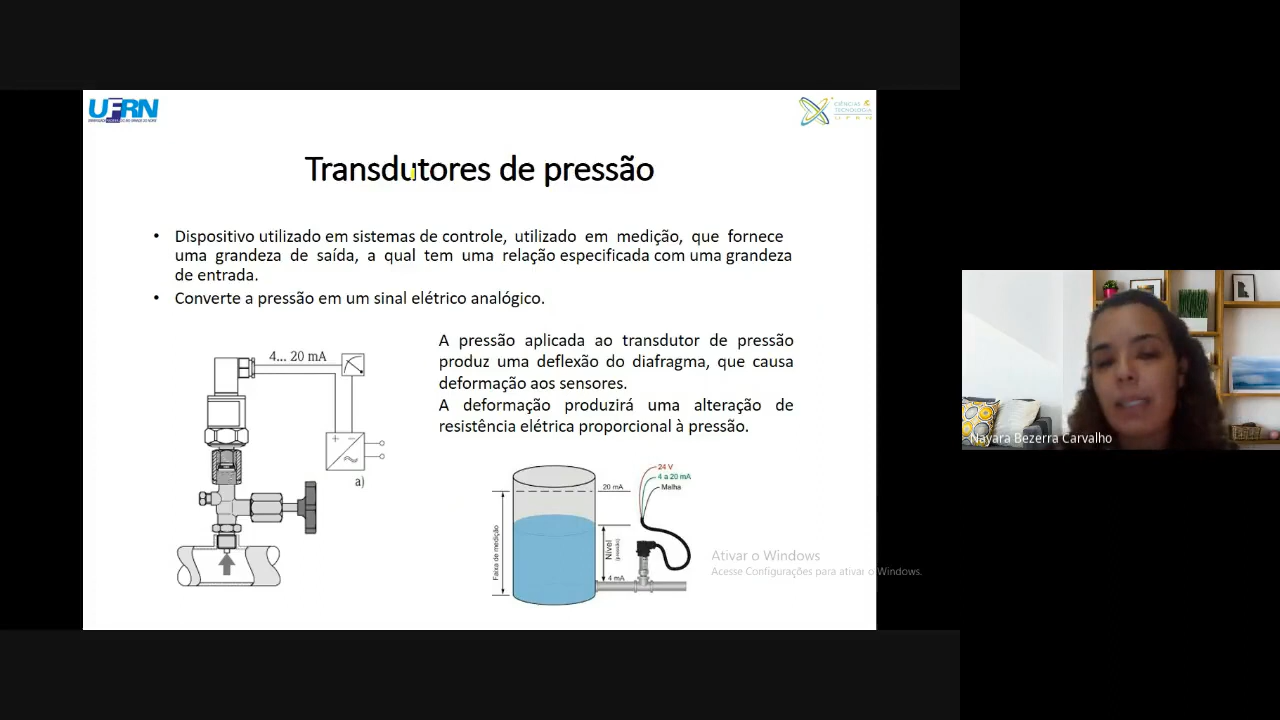 UFRN
CIÊNCIAS &
TECNOLOGIA
UFRN
Transdutores de pressão
• Dispositivo utilizado em sistemas de controle, utilizado em medição, que fornece
uma grandeza de saída, a qual tem uma relação especificada com uma grandeza
de entrada.
• Converte a pressão em um sinal elétrico analógico.
A pressão aplicada ao transdutor de pressão
produz uma deflexão do diafragma, que causa
deformação aos sensores.
A deformação produzirá uma alteração de
resistência elétrica proporcional à pressão.
4... 20 mA
+ −
a)
24 V
4 a 20 mA
Malha
20 mA
Faixa de medição
Nível
(pressão)
4 mA
Ativar o Windows
Acesse Configurações para ativar o Windows.
Nayara Bezerra Carvalho